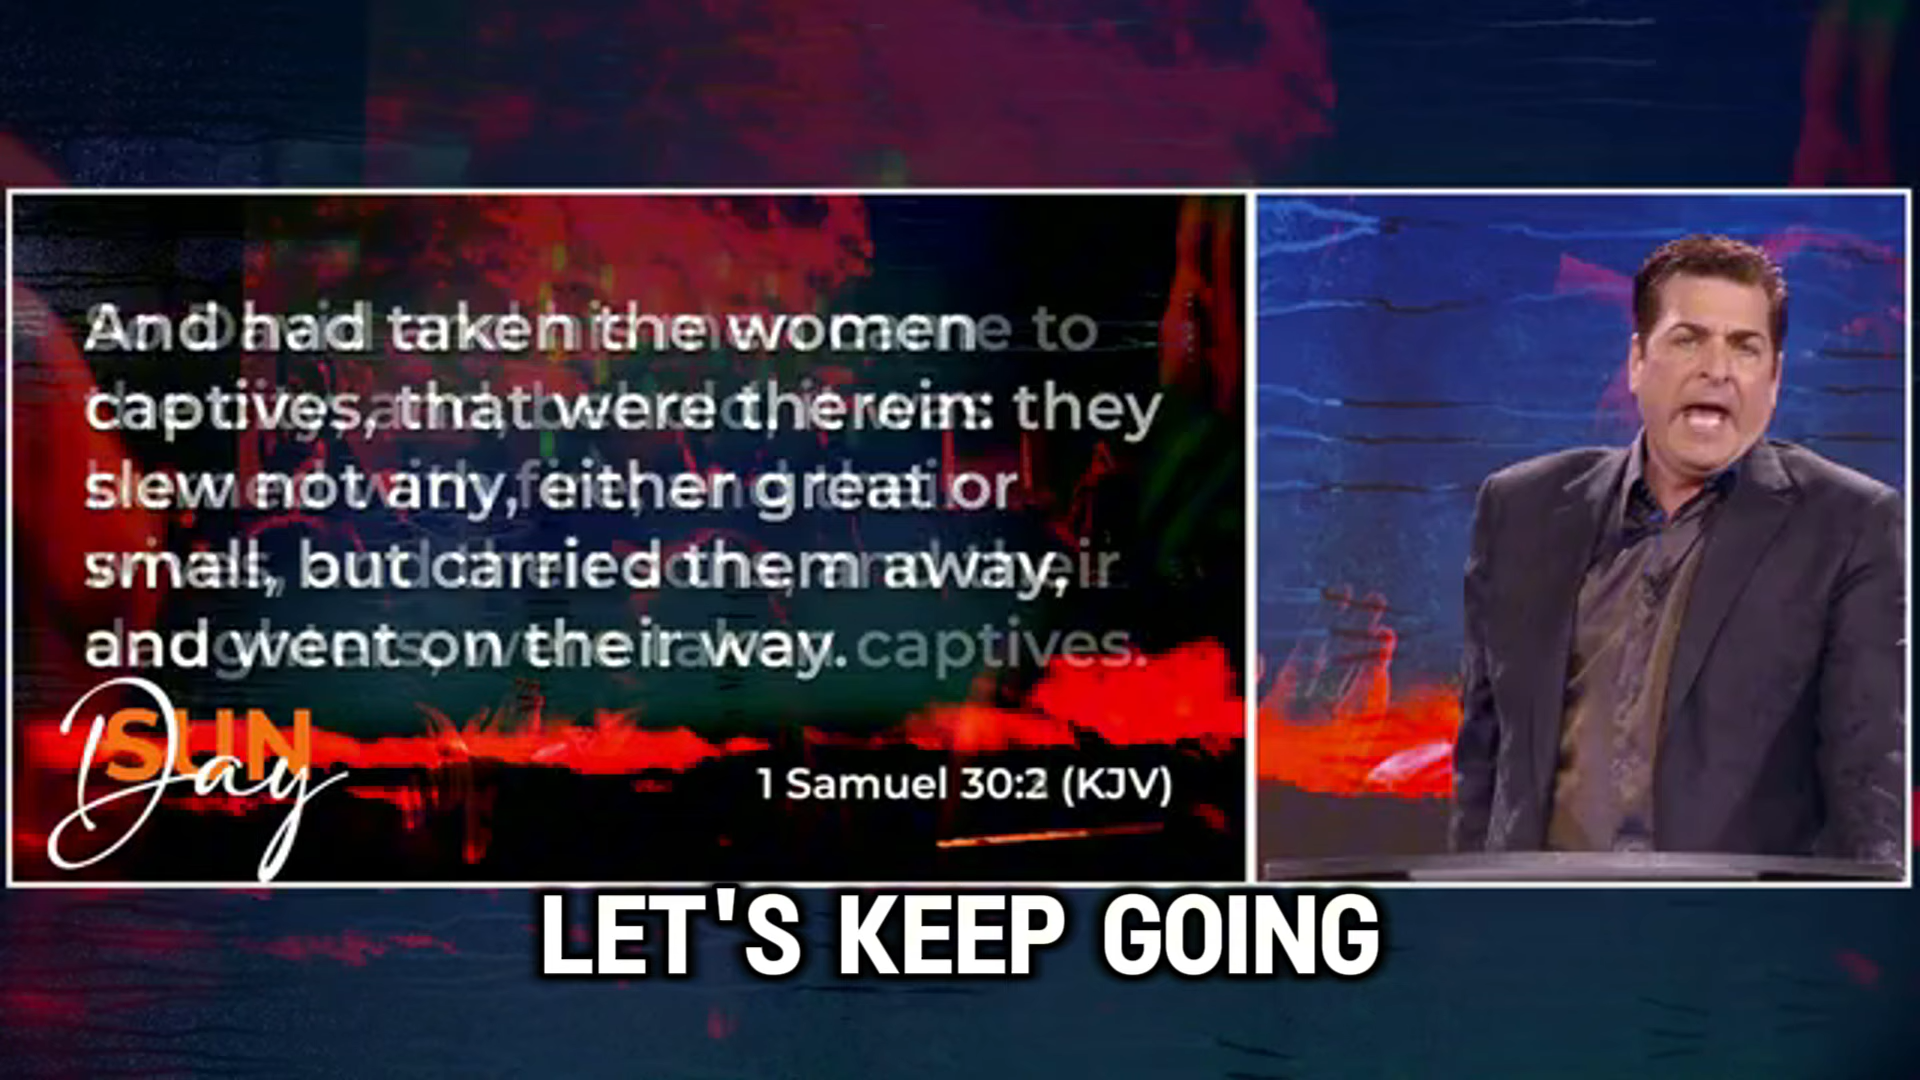 And had taken the women
captives, that were therein: they
slew not any, either great or
small, but carried them away,
and went on their way.
captives.
SUN
Day
1 Samuel 30:2 (KJV)
LET'S KEEP GOING